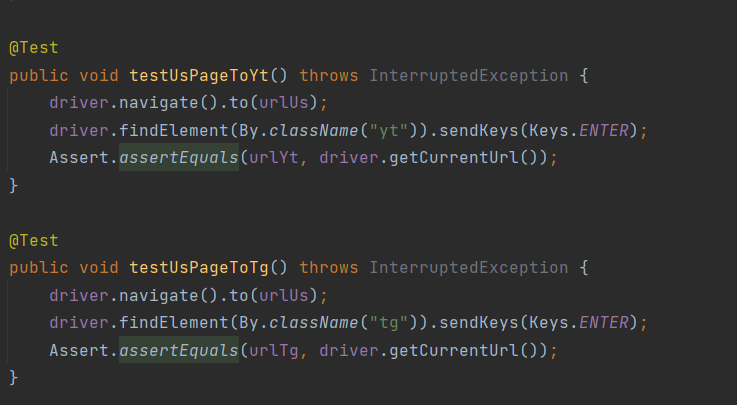 @Test
public void testUsPageToYt() throws InterruptedException {
driver.navigate().to(urlUs);
driver.findElement(By.className("yt")).sendKeys(Keys.ENTER);
Assert.assertEquals(urlYt, driver.getCurrentUrl());
}
@Test
public void testUsPageToTg() throws InterruptedException {
driver.navigate().to(urlUs);
driver.findElement(By.className("tg")).sendKeys(Keys.ENTER);
Assert.assertEquals(urlTg, driver.getCurrentUrl());
}